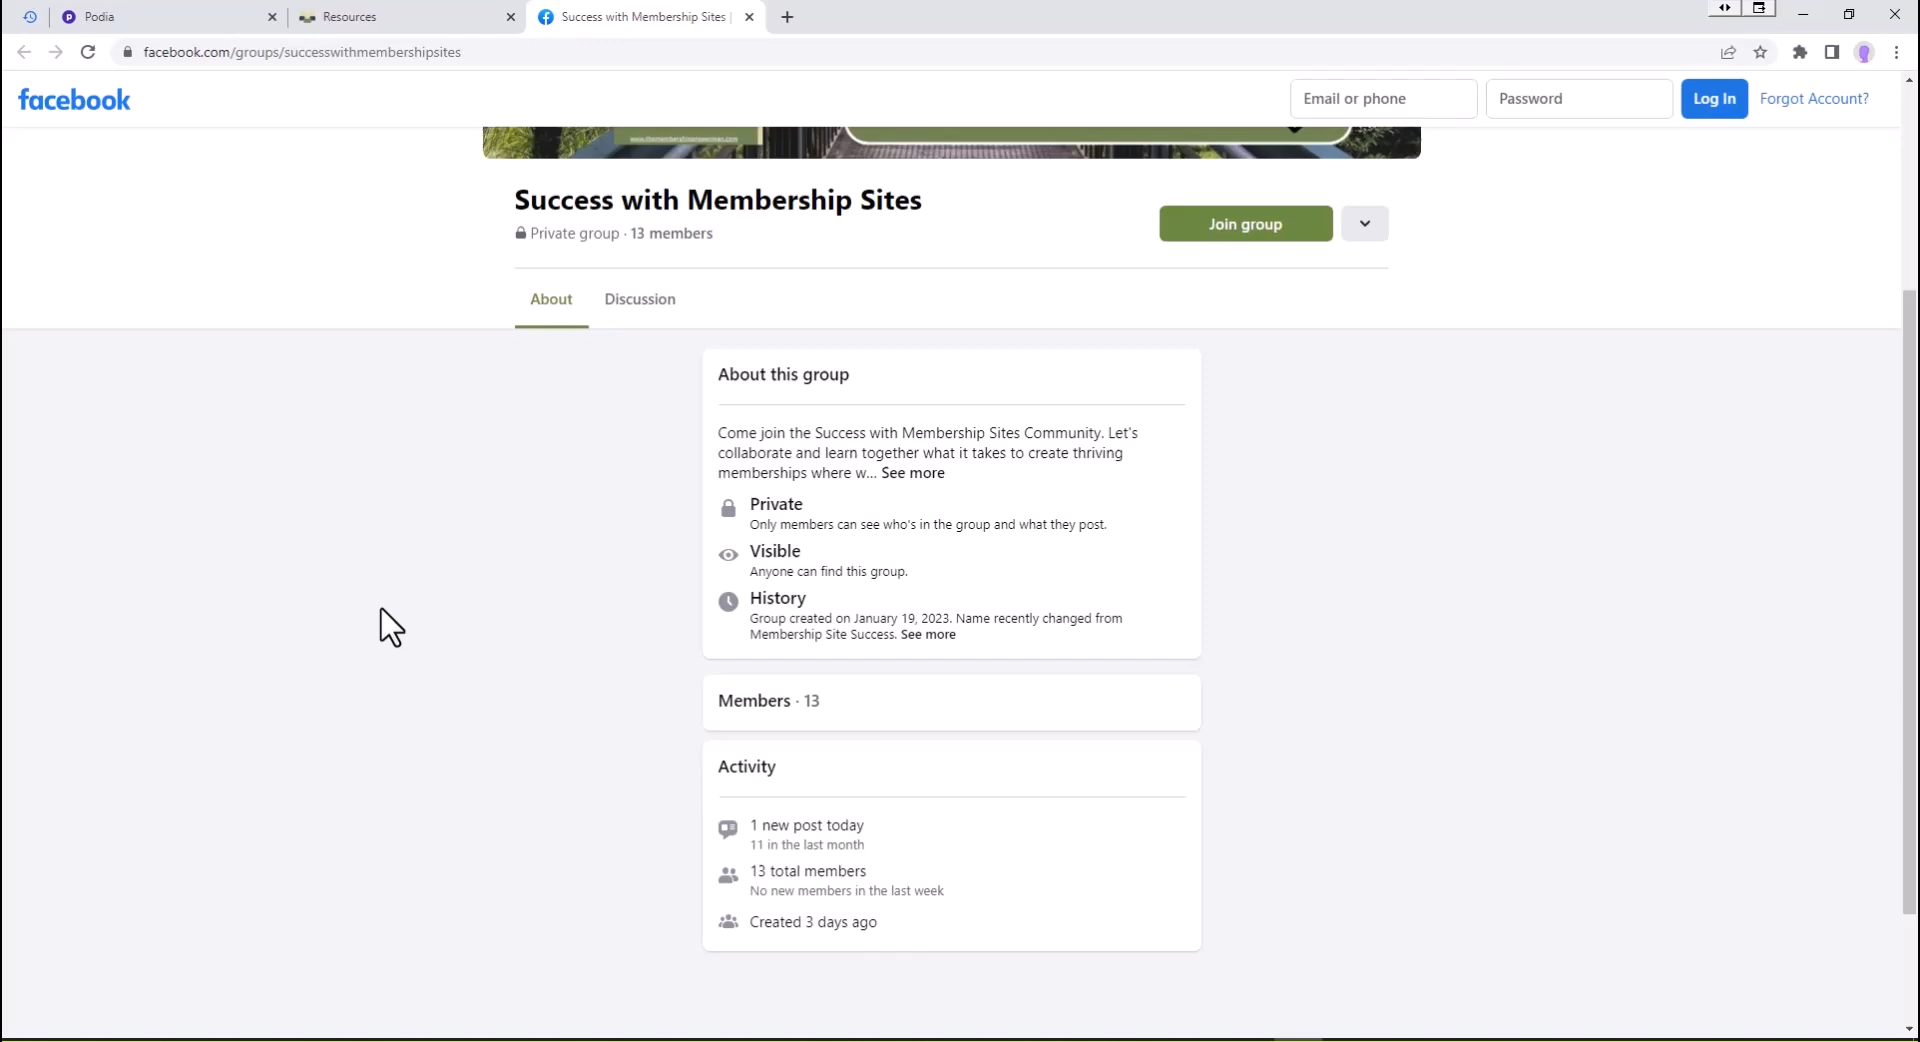 Podia
Resources
Success with Membership Sites |
facebook.com/groups/successwithmembershipsites
facebook
Email or phone
Password
Log In
Forgot Account?
Success with Membership Sites
Private group · 13 members
Join group
About
Discussion
About this group
Come join the Success with Membership Sites Community. Let's
collaborate and learn together what it takes to create thriving
memberships where w... See more
Private
Only members can see who's in the group and what they post.
Visible
Anyone can find this group.
History
Group created on January 19, 2023. Name recently changed from
Membership Site Success. See more
Members · 13
Activity
1 new post today
11 in the last month
13 total members
No new members in the last week
Created 3 days ago